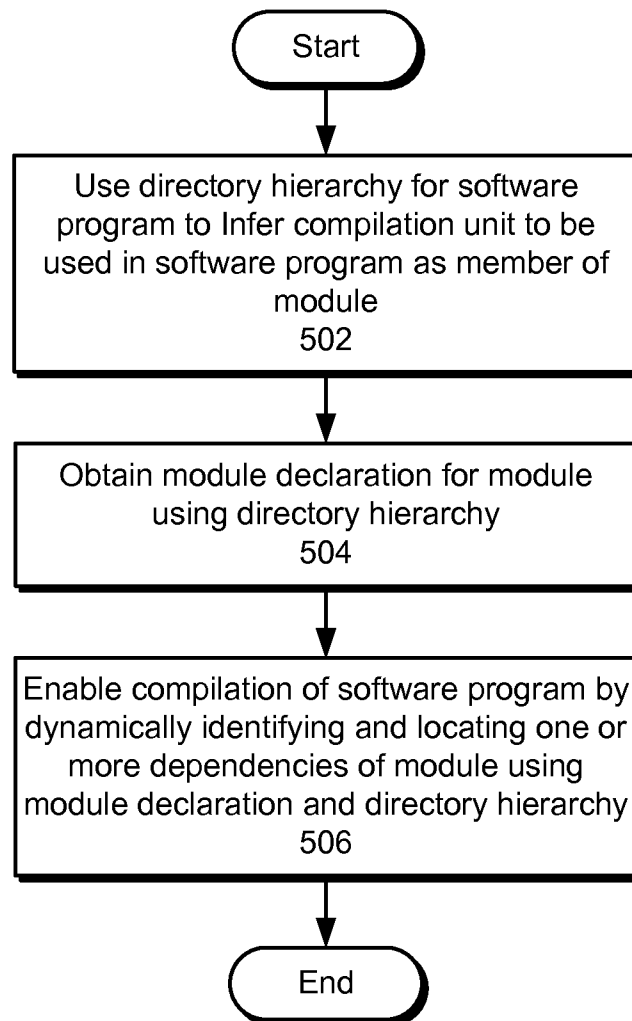 Start
Use directory hierarchy for software
program to Infer compilation unit to be
used in software program as member of
module
502
Obtain module declaration for module
using directory hierarchy
504
Enable compilation of software program by
dynamically identifying and locating one or
more dependencies of module using
module declaration and directory hierarchy
506
End